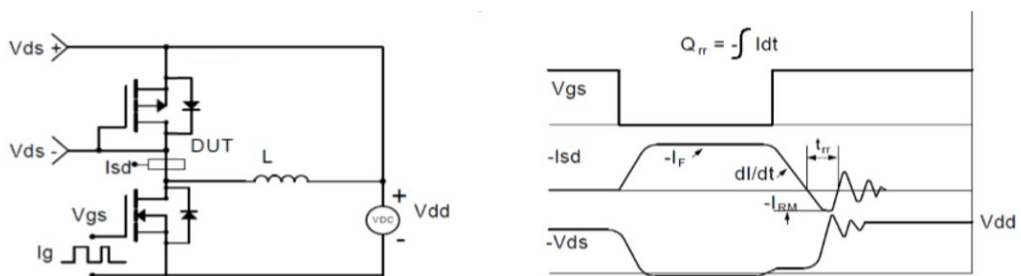 Vds +
Vds -
DUT
Isd
L
Vgs
Ig
VDC
+
-
Vdd
Qrr = -∫ Idt
Vgs
-Isd
-IF
dI/dt
trr
-IRM
Vdd
-Vds